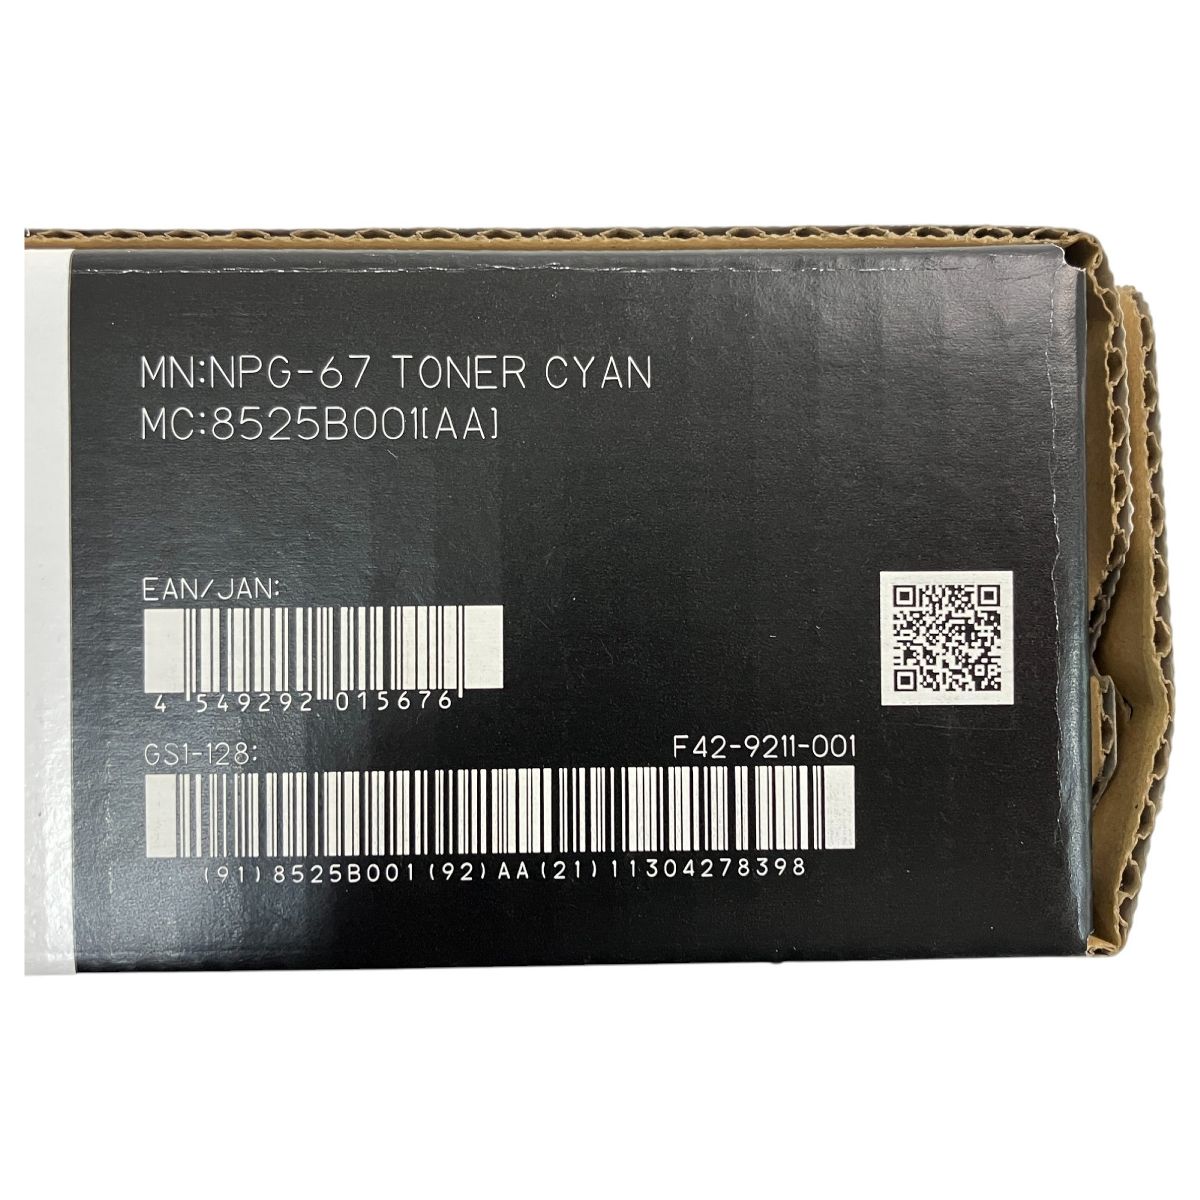 MN:NPG-67 TONER CYAN
MC:8525B001[AA]
EAN/JAN:
4 549292 015676
GS1-128:
F42-9211-001
(91)8525B001(92)AA(21)11304278398